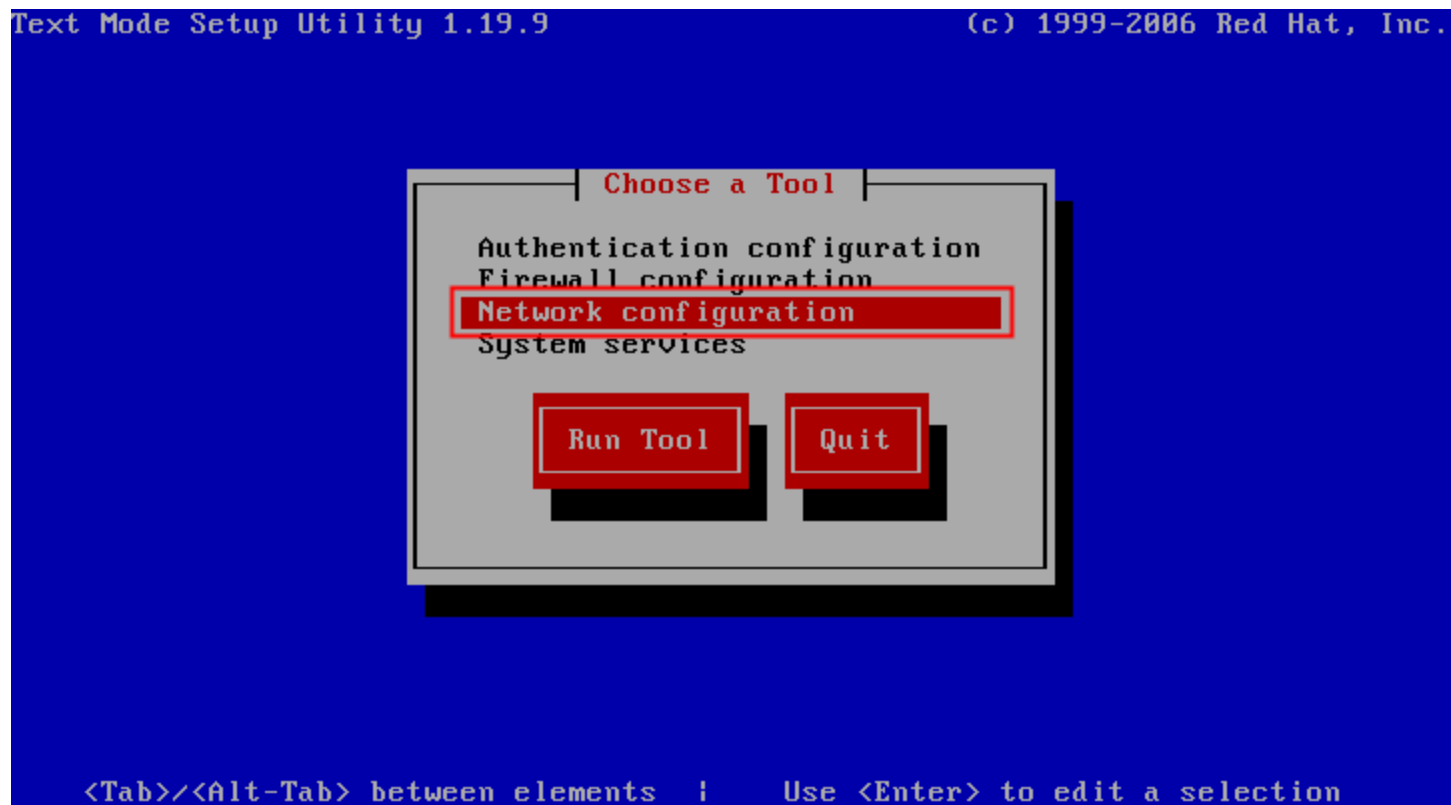 Text Mode Setup Utility 1.19.9 (c) 1999-2006 Red Hat, Inc.
Choose a Tool
Authentication configuration
Firewall configuration
Network configuration
System services
Run Tool Quit
<Tab>/<Alt-Tab> between elements | Use <Enter> to edit a selection